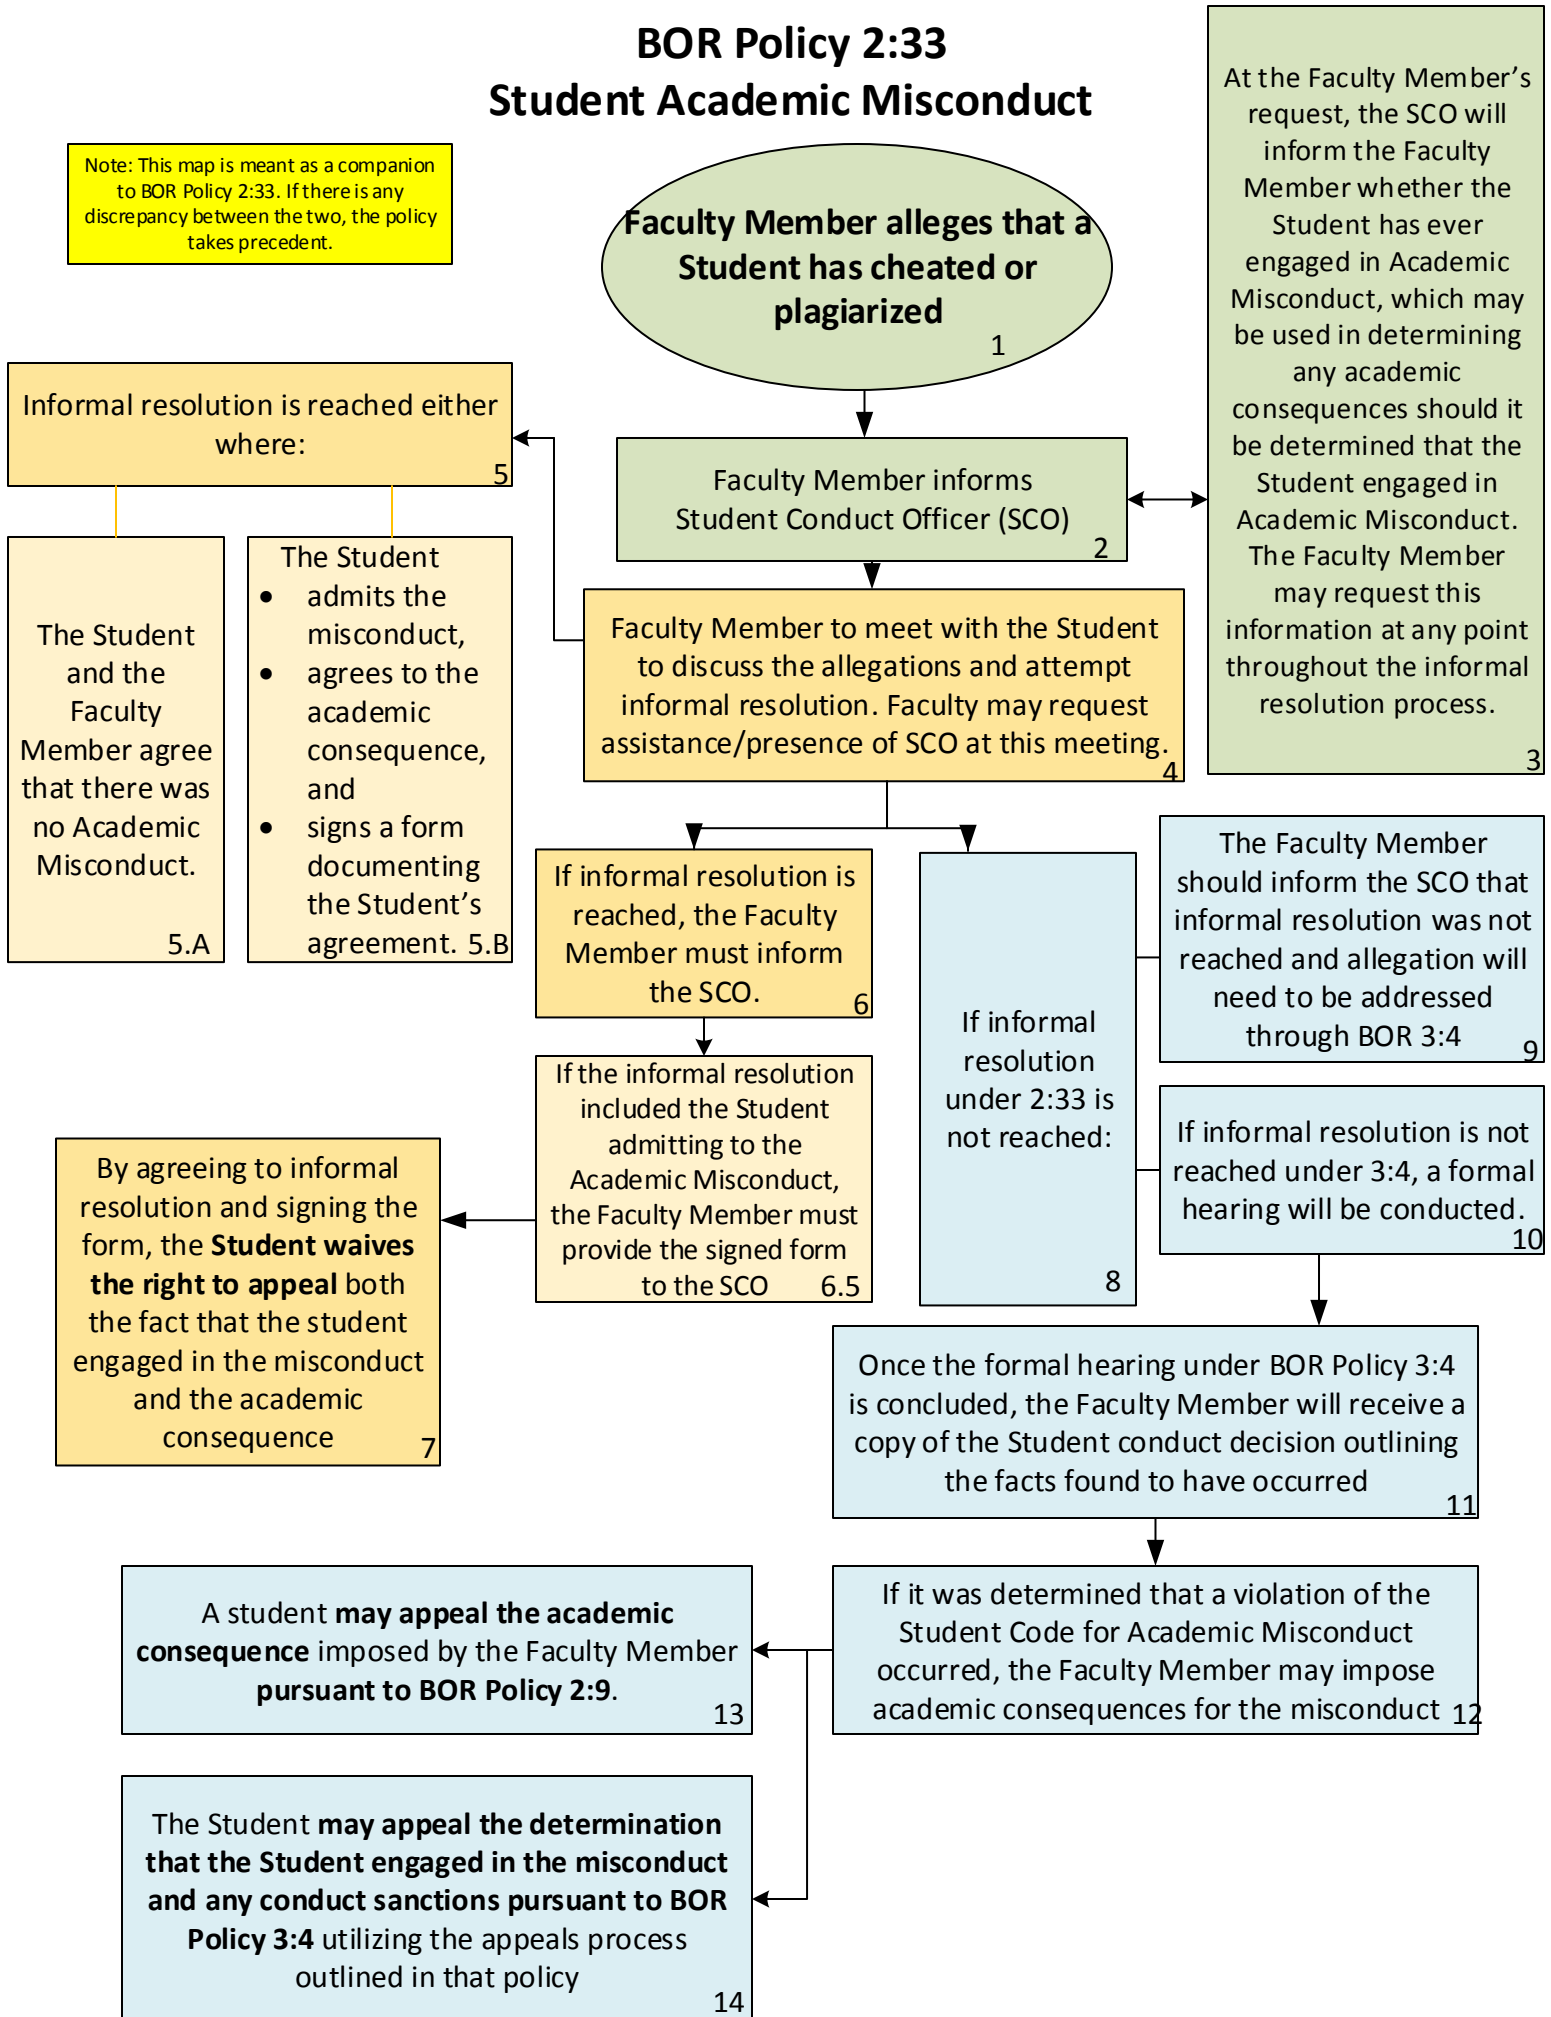 BOR Policy 2:33
Student Academic Misconduct
Note: This map is meant as a companion
to BOR Policy 2:33. If there is any
discrepancy between the two, the policy
takes precedent.
Faculty Member alleges that a
Student has cheated or
plagiarized
1
Faculty Member informs
Student Conduct Officer (SCO)
2
At the Faculty Member’s
request, the SCO will
inform the Faculty
Member whether the
Student has ever
engaged in Academic
Misconduct, which may
be used in determining
any academic
consequences should it
be determined that the
Student engaged in
Academic Misconduct.
The Faculty Member
may request this
information at any point
throughout the informal
resolution process.
3
Faculty Member to meet with the Student
to discuss the allegations and attempt
informal resolution. Faculty may request
assistance/presence of SCO at this meeting.
4
Informal resolution is reached either
where:
5
The Student
and the
Faculty
Member agree
that there was
no Academic
Misconduct.
5.A
The Student
• admits the
misconduct,
• agrees to the
academic
consequence,
and
• signs a form
documenting
the Student’s
agreement. 5.B
If informal resolution is
reached, the Faculty
Member must inform
the SCO.
6
If the informal resolution
included the Student
admitting to the
Academic Misconduct,
the Faculty Member must
provide the signed form
to the SCO 6.5
By agreeing to informal
resolution and signing the
form, the Student waives
the right to appeal both
the fact that the student
engaged in the misconduct
and the academic
consequence
7
If informal
resolution
under 2:33 is
not reached:
8
The Faculty Member
should inform the SCO that
informal resolution was not
reached and allegation will
need to be addressed
through BOR 3:4
9
If informal resolution is not
reached under 3:4, a formal
hearing will be conducted.
10
Once the formal hearing under BOR Policy 3:4
is concluded, the Faculty Member will receive a
copy of the Student conduct decision outlining
the facts found to have occurred
11
If it was determined that a violation of the
Student Code for Academic Misconduct
occurred, the Faculty Member may impose
academic consequences for the misconduct 12
A student may appeal the academic
consequence imposed by the Faculty Member
pursuant to BOR Policy 2:9.
13
The Student may appeal the determination
that the Student engaged in the misconduct
and any conduct sanctions pursuant to BOR
Policy 3:4 utilizing the appeals process
outlined in that policy
14